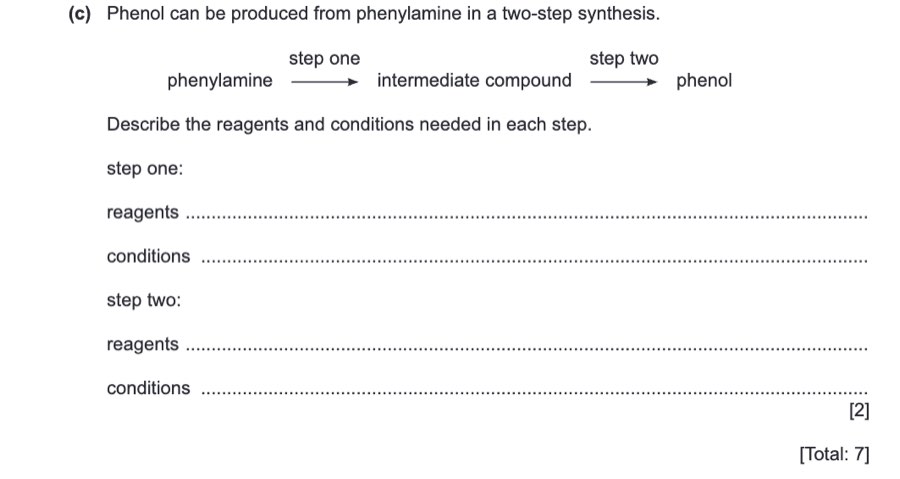 (c) Phenol can be produced from phenylamine in a two-step synthesis.
step one step two
phenylamine intermediate compound phenol
Describe the reagents and conditions needed in each step.
step one:
reagents ................................................................................................................................
conditions ................................................................................................................................
step two:
reagents ................................................................................................................................
conditions ................................................................................................................................
[2]
[Total: 7]